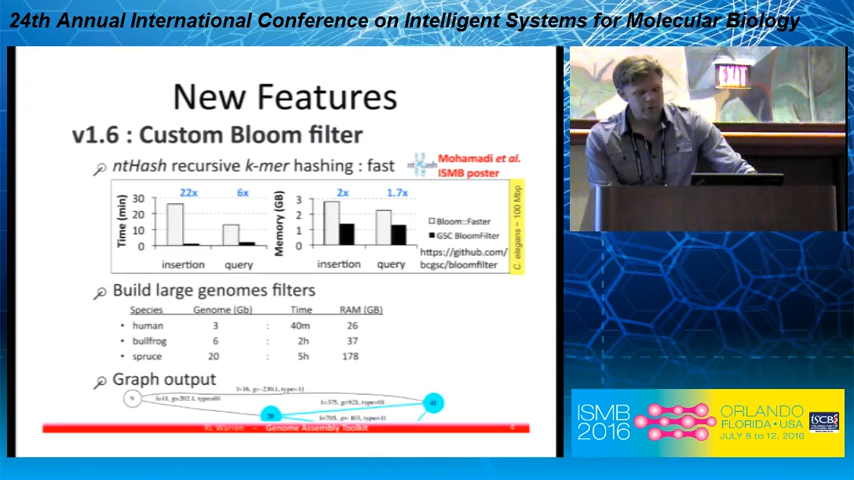 24th Annual International Conference on Intelligent Systems for Molecular Biology
New Features
v1.6 : Custom Bloom filter
ntHash recursive k-mer hashing : fast
Mohamadi et al.
ISMB poster
Time (min)
30
20
10
0
22x
6x
insertion
query
Memory (GB)
3
2
1
0
2x
1.7x
insertion
query
Bloom::Faster
GSC BloomFilter
https://github.com/
bcgsc/bloomfilter
C. elegans ~ 100 Mbp
Build large genomes filters
Species Genome (Gb) Time RAM (GB)
• human 3 : 40m 26
• bullfrog 6 : 2h 37
• spruce 20 : 5h 178
Graph output
RL Warren – Genome Assembly Toolkit
EXIT
ISMB
2016
ORLANDO
FLORIDA • USA
JULY 8 to 12, 2016
iSCB